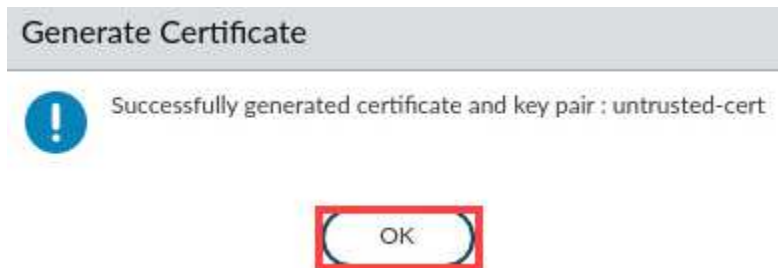 Generate Certificate
Successfully generated certificate and key pair : untrusted-cert
OK